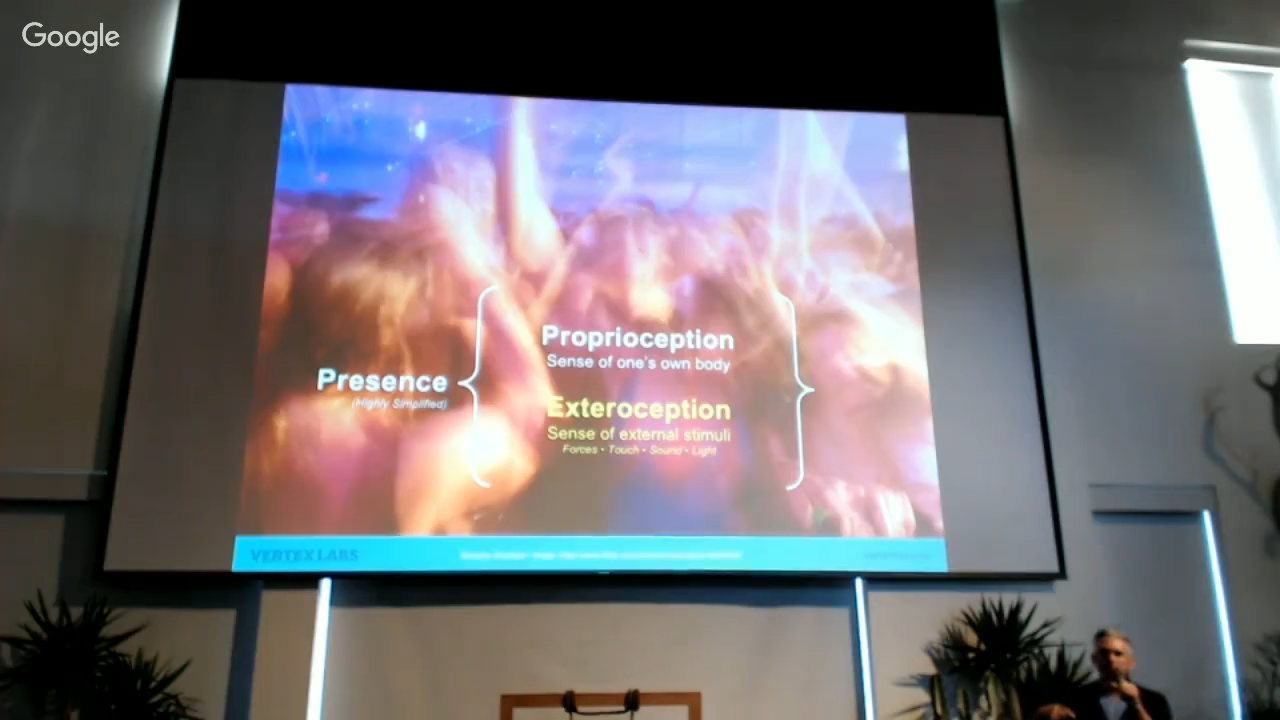 Google
Proprioception
Sense of one's own body
Presence
(Highly Simplified)
Exteroception
Sense of external stimuli
Forces • Touch • Sound • Light
VERTEX LABS